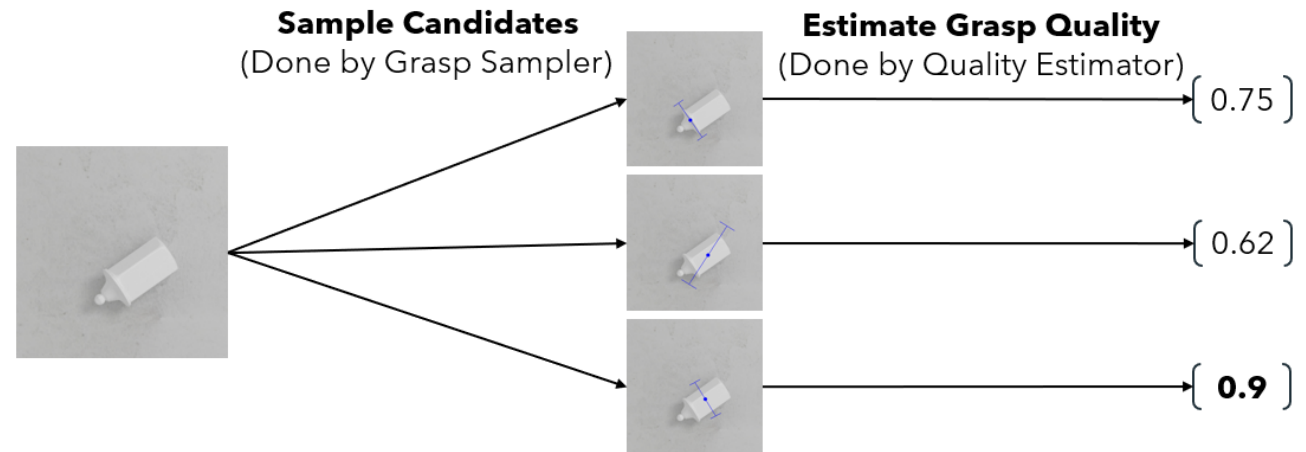 Sample Candidates
(Done by Grasp Sampler)
Estimate Grasp Quality
(Done by Quality Estimator)
0.75
0.62
0.9